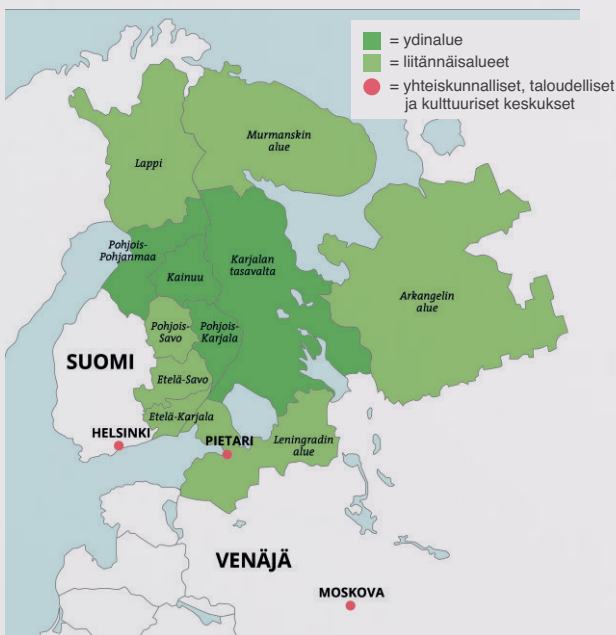 = ydinalue
= liitännäisalueet
= yhteiskunnalliset, taloudelliset
ja kulttuuriset keskukset
Murmanskin
alue
Lappi
Pohjois-
Pohjanmaa
Karjalan
tasavalta
Kainuu
Arkangelin
alue
Pohjois-
Savo
Pohjois-
Karjala
SUOMI
Etelä-Savo
Etelä-Karjala
HELSINKI
PIETARI
Leningradin
alue
VENÄJÄ
MOSKOVA